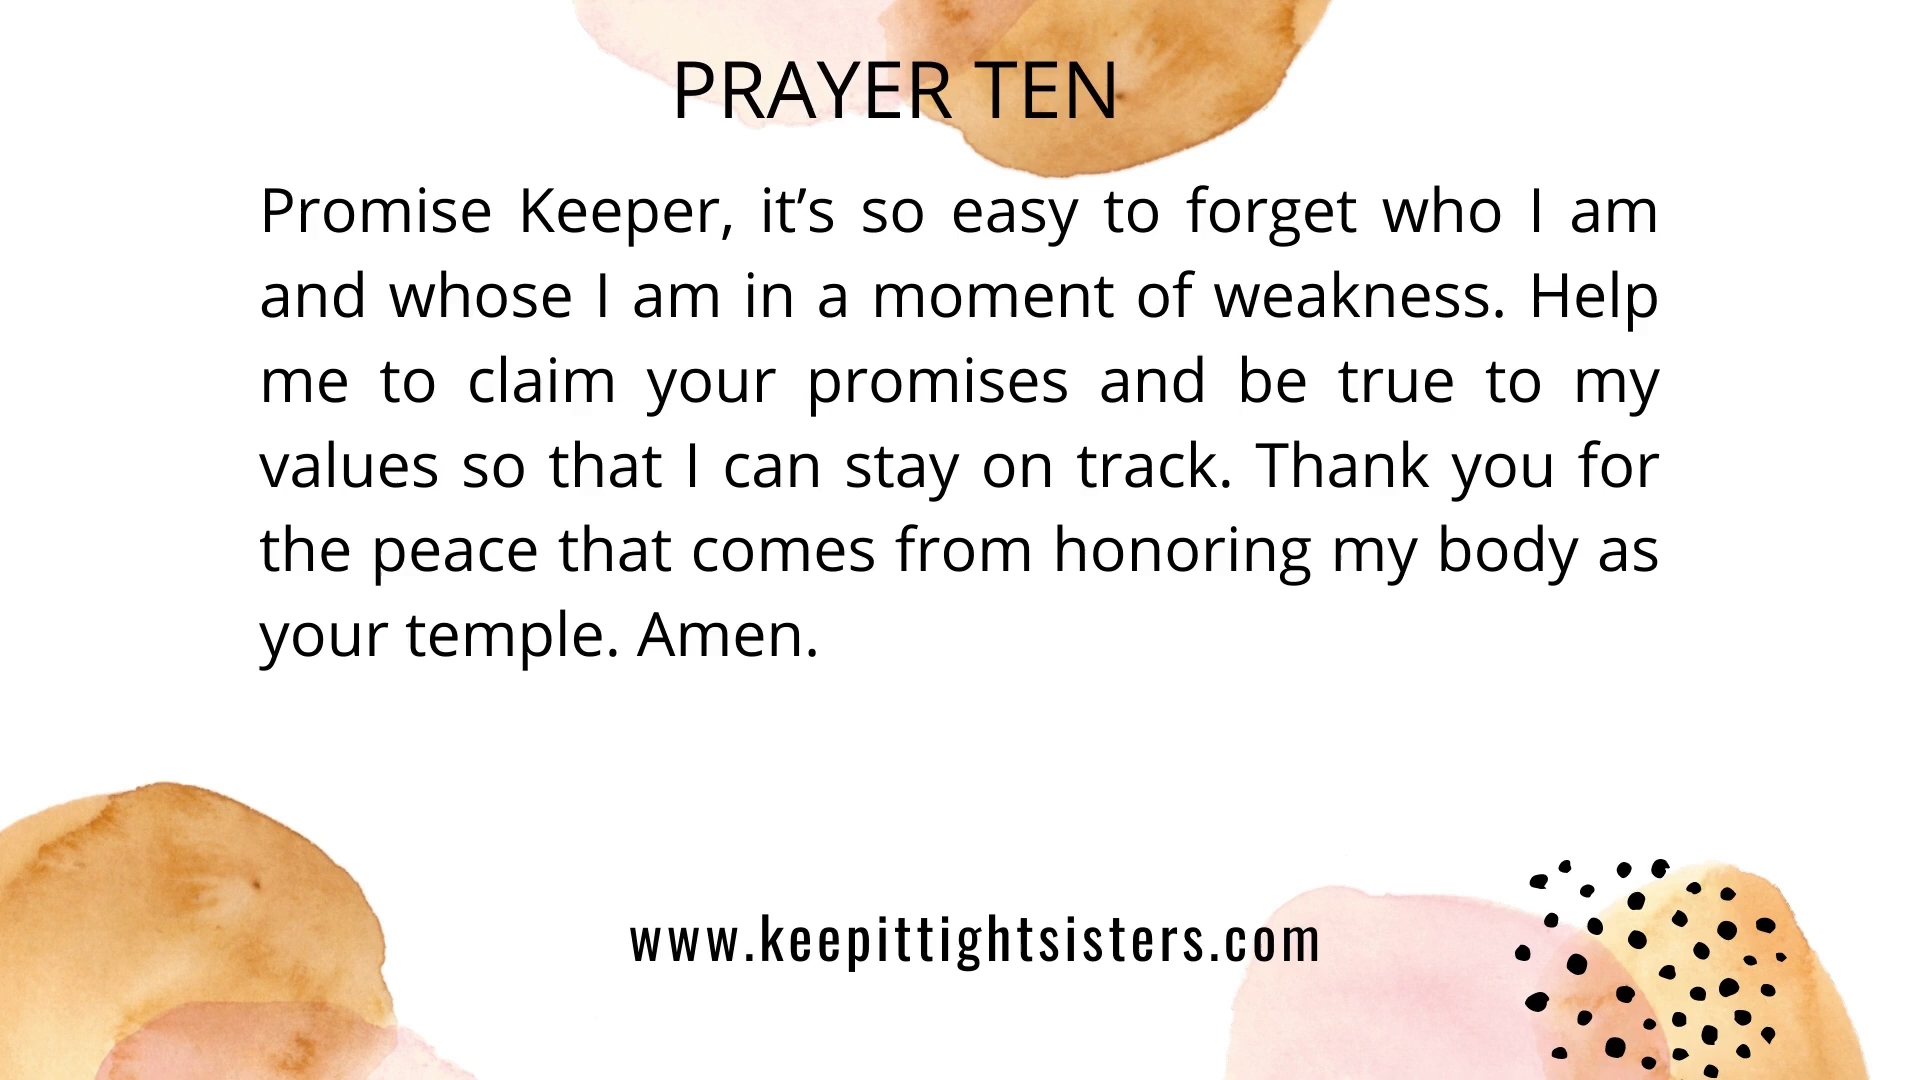 PRAYER TEN
Promise Keeper, it’s so easy to forget who I am
and whose I am in a moment of weakness. Help
me to claim your promises and be true to my
values so that I can stay on track. Thank you for
the peace that comes from honoring my body as
your temple. Amen.
www.keepittightsisters.com